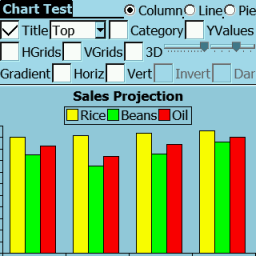 Chart Test Column Line Pie
Title Top Category YValues
HGrids VGrids 3D
Gradient Horiz Vert Invert Dar
Sales Projection
Rice Beans Oil